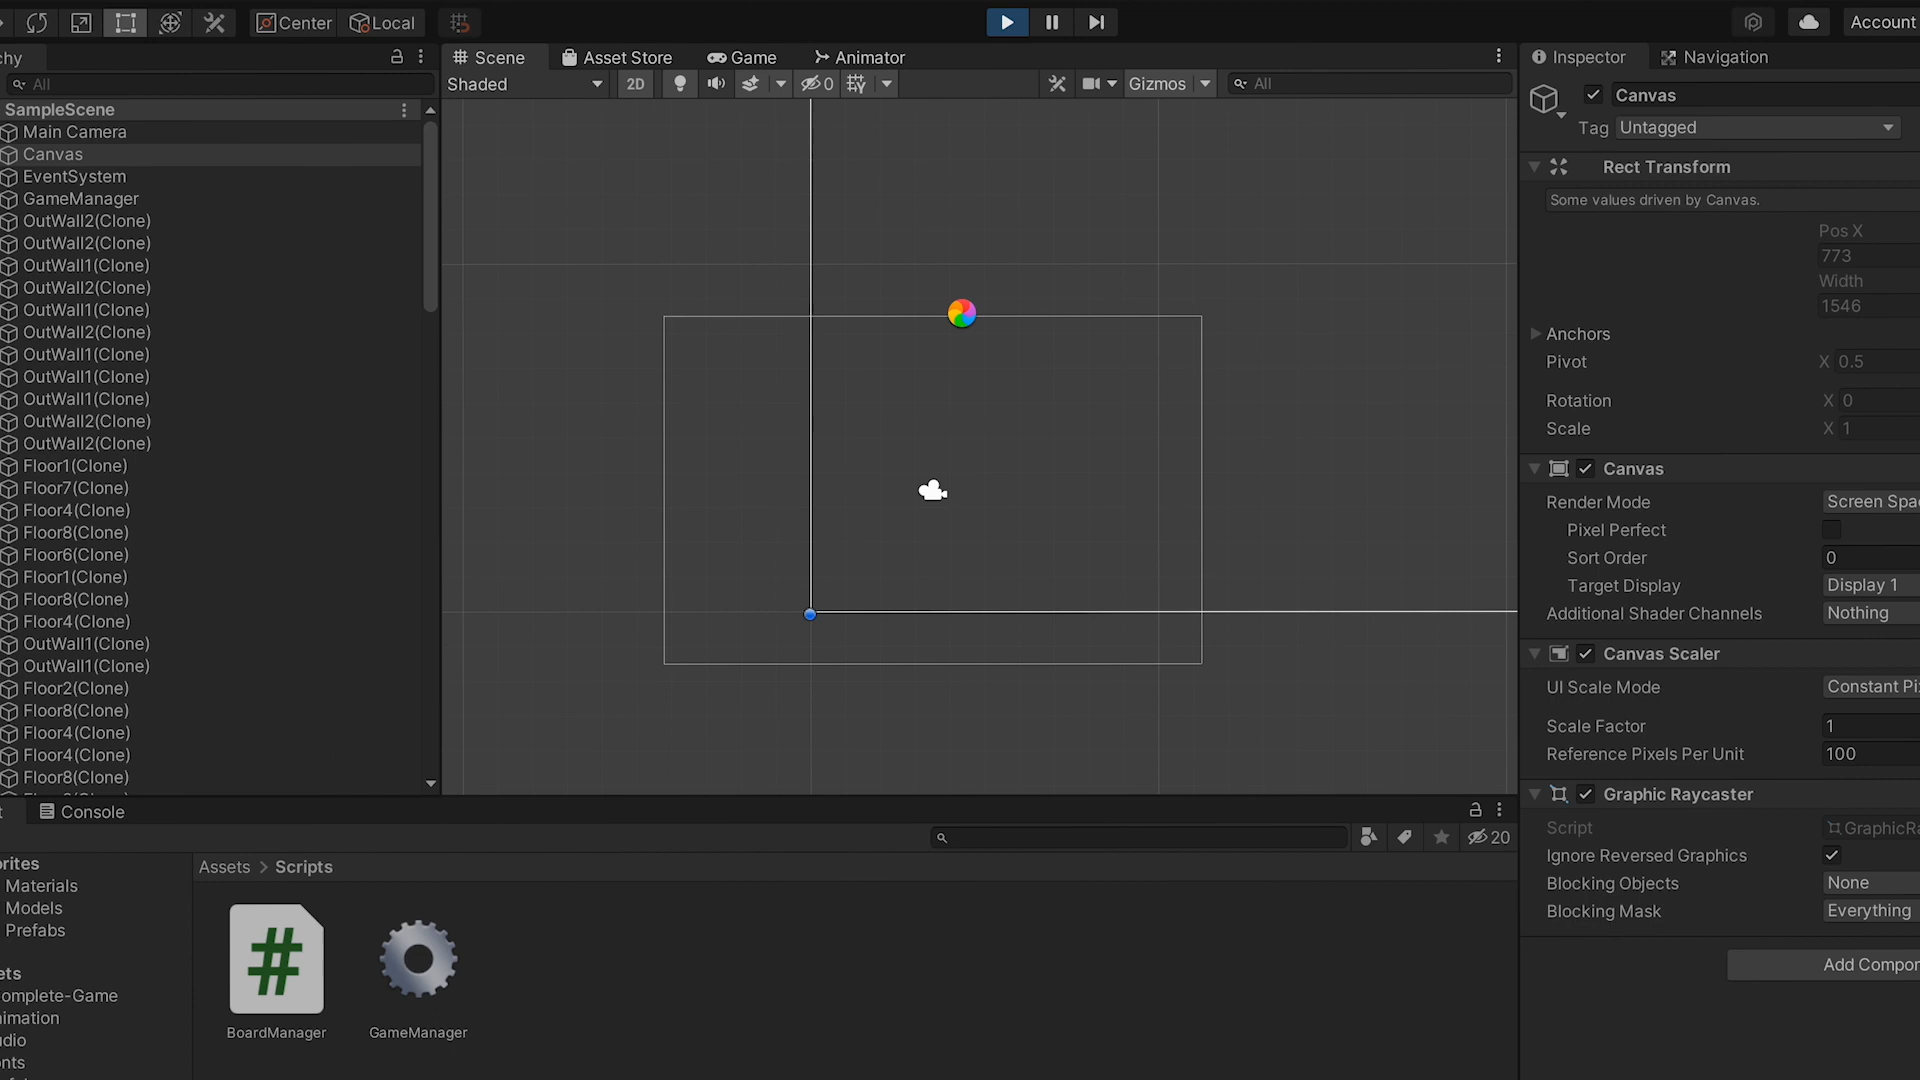 Center
Local
Account
hy
Scene
Asset Store
Game
Animator
Inspector
Navigation
All
Shaded
2D
0
Gizmos
All
SampleScene
Main Camera
Canvas
EventSystem
GameManager
OutWall2(Clone)
OutWall2(Clone)
OutWall1(Clone)
OutWall2(Clone)
OutWall1(Clone)
OutWall2(Clone)
OutWall1(Clone)
OutWall1(Clone)
OutWall1(Clone)
OutWall2(Clone)
OutWall2(Clone)
Floor1(Clone)
Floor7(Clone)
Floor4(Clone)
Floor8(Clone)
Floor6(Clone)
Floor1(Clone)
Floor8(Clone)
Floor4(Clone)
OutWall1(Clone)
OutWall1(Clone)
Floor2(Clone)
Floor8(Clone)
Floor4(Clone)
Floor4(Clone)
Floor8(Clone)
Canvas
Tag Untagged
Rect Transform
Some values driven by Canvas.
Pos X
773
Width
1546
Anchors
Pivot X 0.5
Rotation X 0
Scale X 1
Canvas
Render Mode Screen Spa
Pixel Perfect
Sort Order 0
Target Display Display 1
Additional Shader Channels Nothing
Canvas Scaler
UI Scale Mode Constant Pi
Scale Factor 1
Reference Pixels Per Unit 100
Graphic Raycaster
Script GraphicRa
Ignore Reversed Graphics
Blocking Objects None
Blocking Mask Everything
Add Compor
t
Console
20
orites
Materials
Models
Prefabs
ets
omplete-Game
imation
dio
nts
Assets > Scripts
BoardManager
GameManager